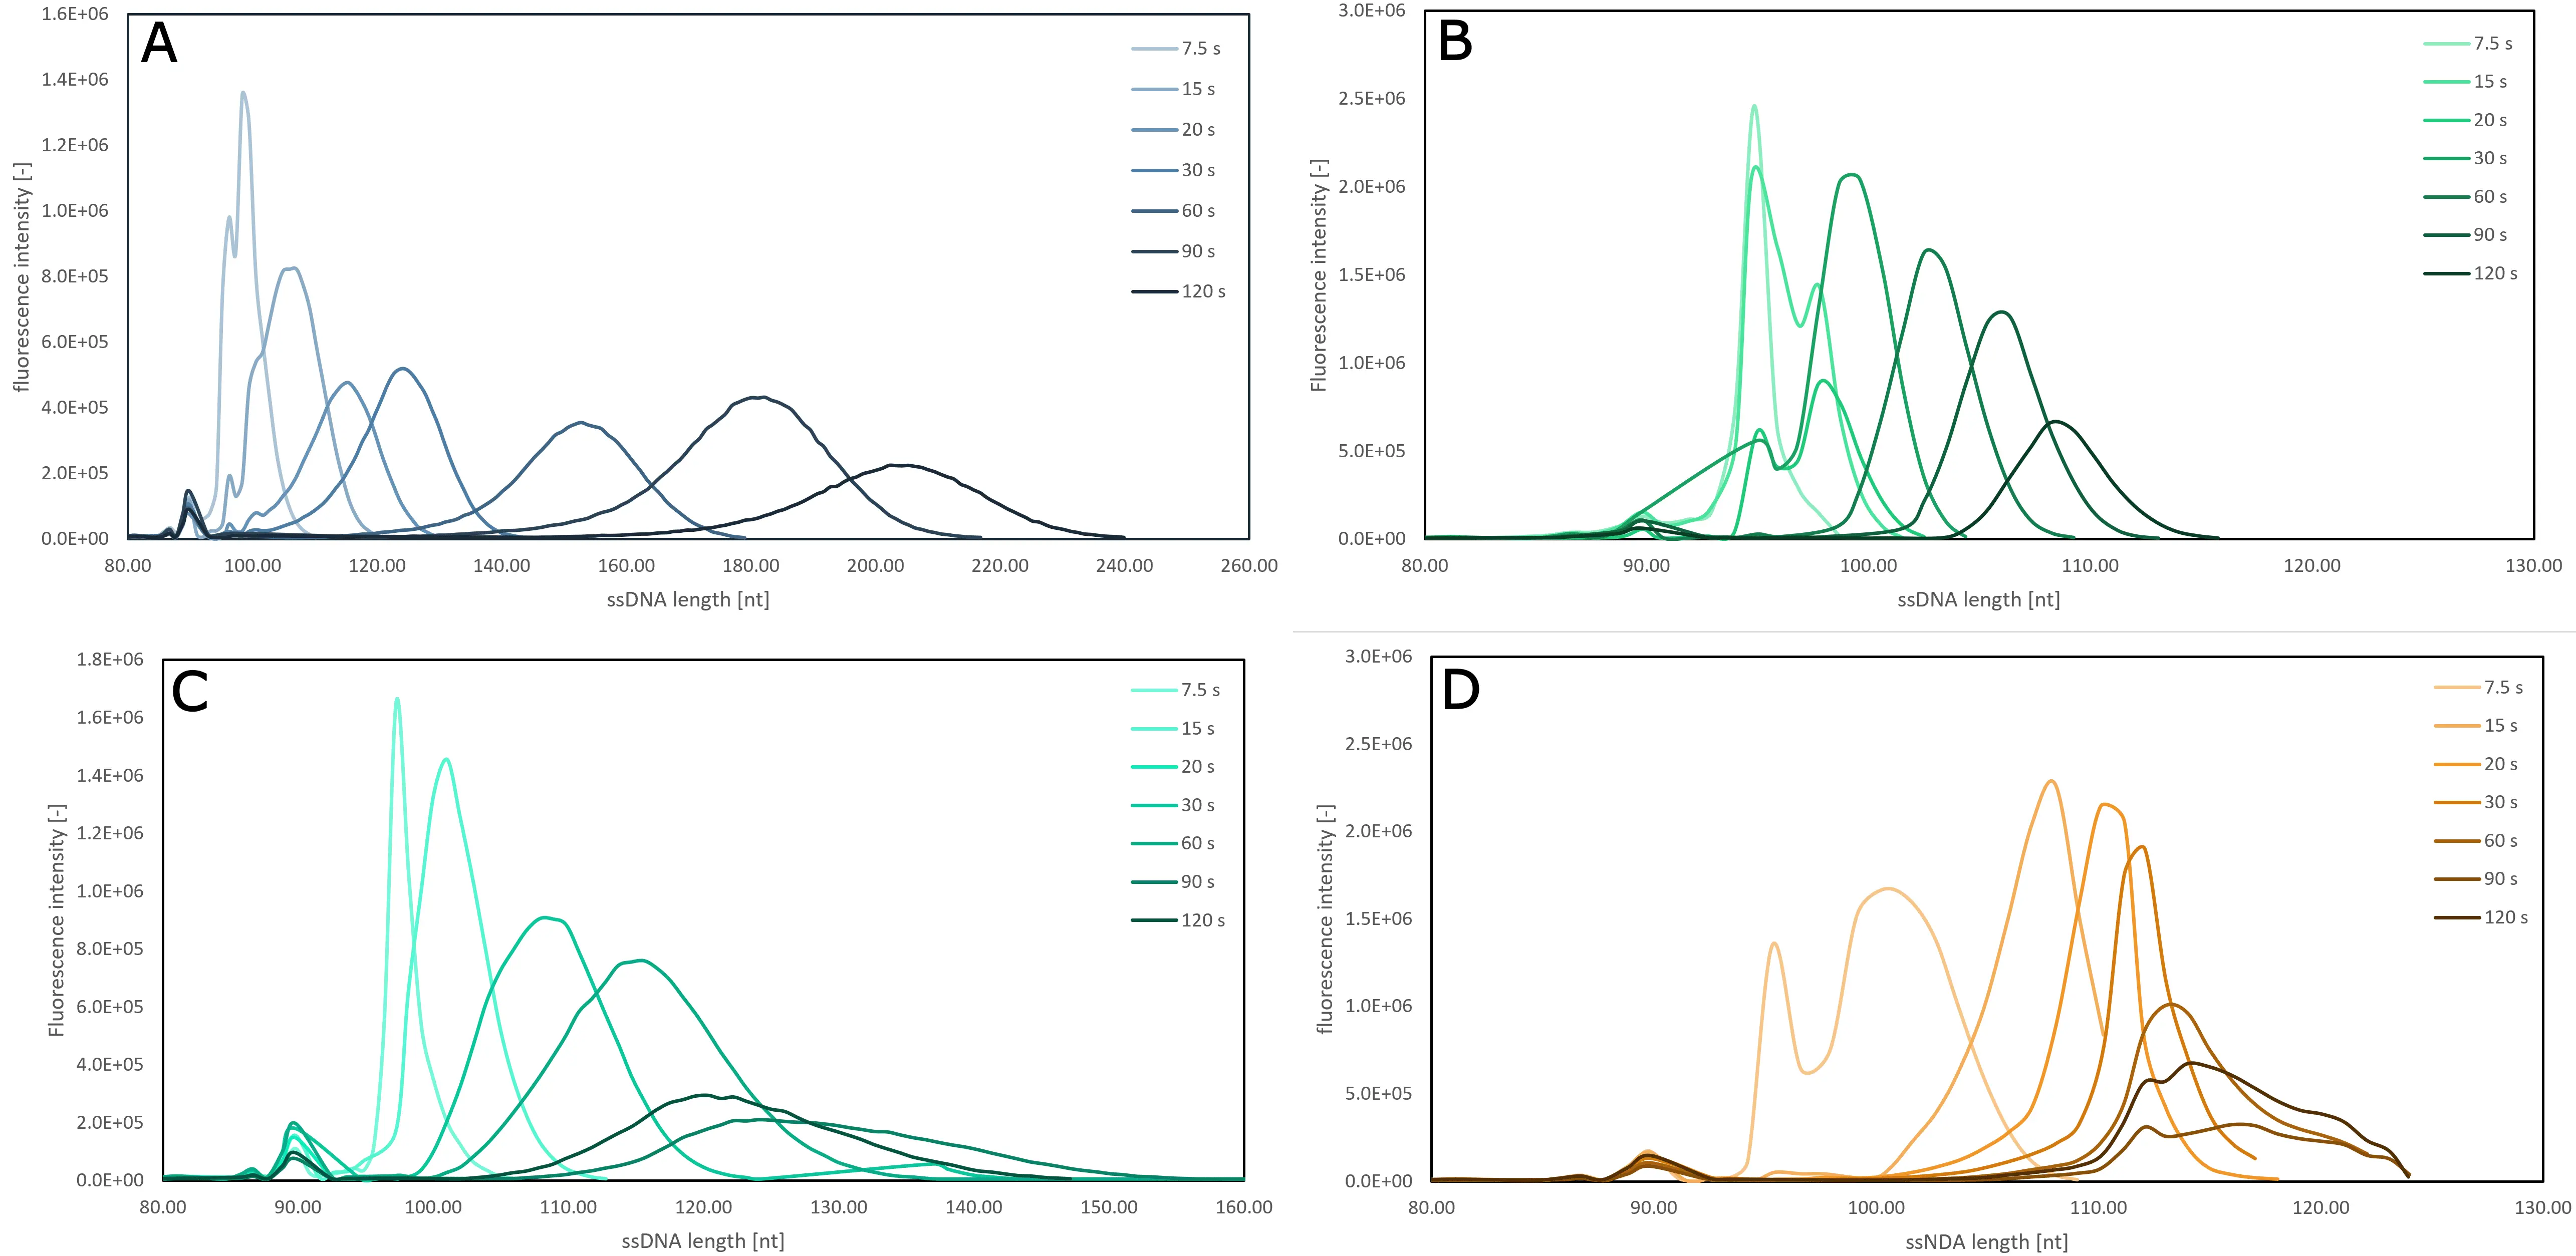 A
1.6E+06
1.4E+06
1.2E+06
1.0E+06
8.0E+05
6.0E+05
4.0E+05
2.0E+05
0.0E+00
fluorescence intensity [-]
80.00 100.00 120.00 140.00 160.00 180.00 200.00 220.00 240.00 260.00
ssDNA length [nt]
7.5 s
15 s
20 s
30 s
60 s
90 s
120 s
B
3.0E+06
2.5E+06
2.0E+06
1.5E+06
1.0E+06
5.0E+05
0.0E+00
Fluorescence intensity [-]
80.00 90.00 100.00 110.00 120.00 130.00
ssDNA length [nt]
7.5 s
15 s
20 s
30 s
60 s
90 s
120 s
C
1.8E+06
1.6E+06
1.4E+06
1.2E+06
1.0E+06
8.0E+05
6.0E+05
4.0E+05
2.0E+05
0.0E+00
Fluorescence intensity [-]
80.00 90.00 100.00 110.00 120.00 130.00 140.00 150.00 160.00
ssDNA length [nt]
7.5 s
15 s
20 s
30 s
60 s
90 s
120 s
D
3.0E+06
2.5E+06
2.0E+06
1.5E+06
1.0E+06
5.0E+05
0.0E+00
fluorescence intensity [-]
80.00 90.00 100.00 110.00 120.00 130.00
ssNDA length [nt]
7.5 s
15 s
20 s
30 s
60 s
90 s
120 s